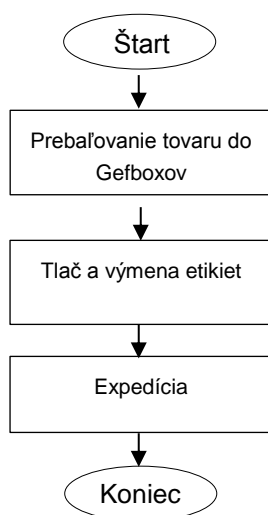 Štart
Prebaľovanie tovaru do
Gefboxov
Tlač a výmena etikiet
Expedícia
Koniec